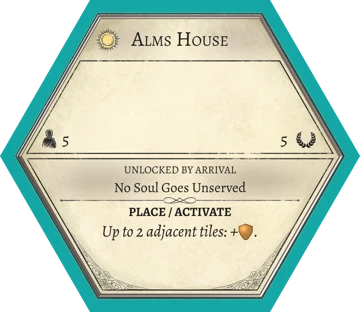 Alms House
5 5
UNLOCKED BY ARRIVAL
No Soul Goes Unserved
PLACE / ACTIVATE
Up to 2 adjacent tiles: + .